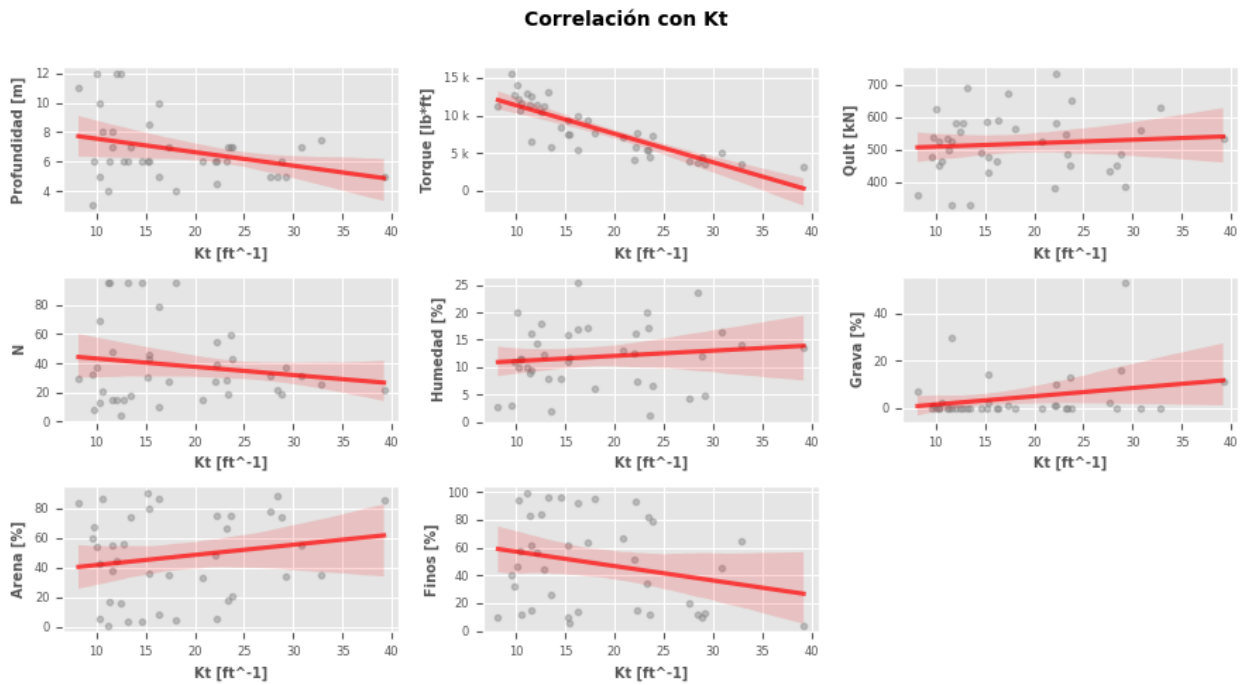 Correlación con Kt
Profundidad [m]
12
10
8
6
4
10 15 20 25 30 35 40
Kt [ft^-1]
Torque [lb*ft]
15 k
10 k
5 k
0
10 15 20 25 30 35 40
Kt [ft^-1]
Qult [kN]
700
600
500
400
10 15 20 25 30 35 40
Kt [ft^-1]
N
80
60
40
20
0
10 15 20 25 30 35 40
Kt [ft^-1]
Humedad [%]
25
20
15
10
5
0
10 15 20 25 30 35 40
Kt [ft^-1]
Grava [%]
40
20
0
10 15 20 25 30 35 40
Kt [ft^-1]
Arena [%]
80
60
40
20
0
10 15 20 25 30 35 40
Kt [ft^-1]
Finos [%]
100
80
60
40
20
0
10 15 20 25 30 35 40
Kt [ft^-1]